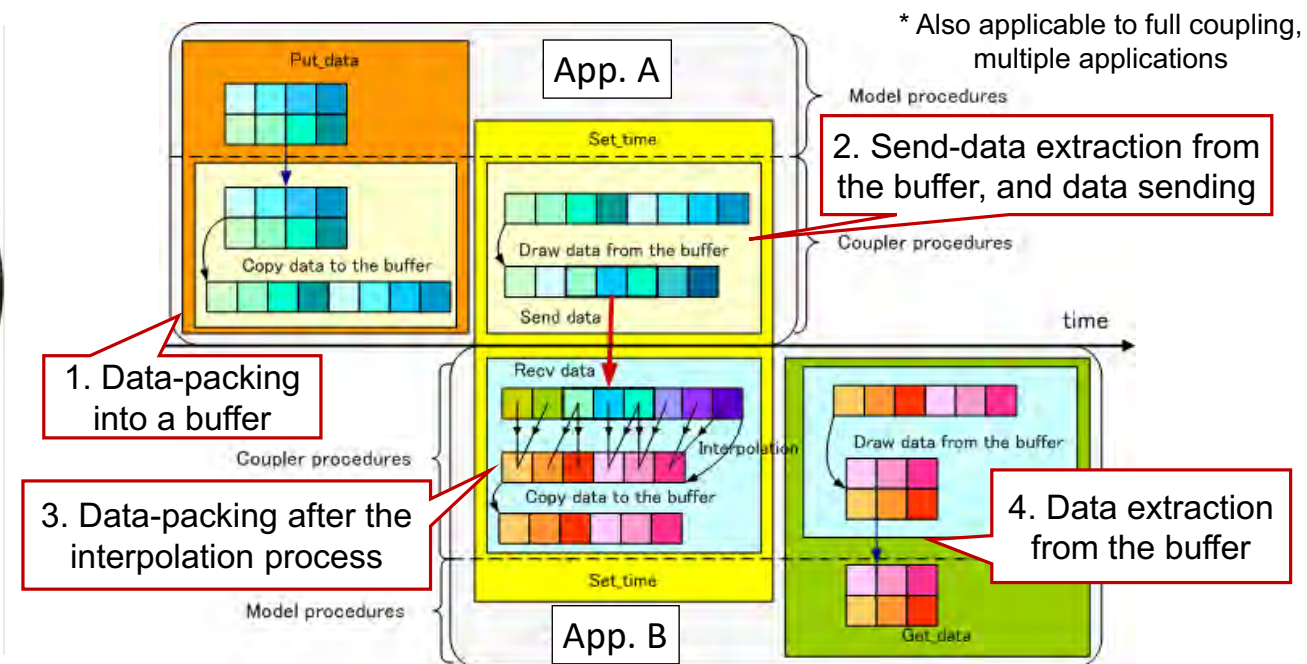 * Also applicable to full coupling,
multiple applications
Put_data
App. A
Model procedures
Set_time
2. Send-data extraction from
the buffer, and data sending
Draw data from the buffer
Coupler procedures
Copy data to the buffer
Send data
time
1. Data-packing
into a buffer
Recv data
Interpolation
Draw data from the buffer
Coupler procedures
Copy data to the buffer
3. Data-packing after the
interpolation process
4. Data extraction
from the buffer
Set_time
Model procedures
App. B
Get_data